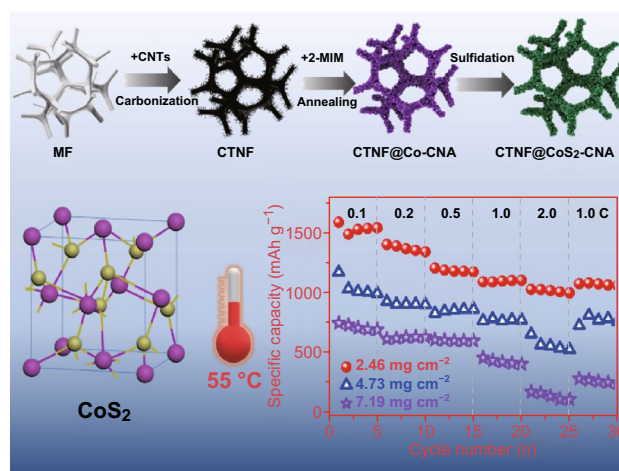 +CNTs
Carbonization
+2-MIM
Annealing
Sulfidation
MF
CTNF
CTNF@Co-CNA
CTNF@CoS₂-CNA
CoS₂
55 °C
Specific capacity (mAh g⁻¹)
1500
1000
500
0
0.1 0.2 0.5 1.0 2.0 1.0 C
2.46 mg cm⁻²
4.73 mg cm⁻²
7.19 mg cm⁻²
0 5 10 15 20 25 30
Cycle number (n)